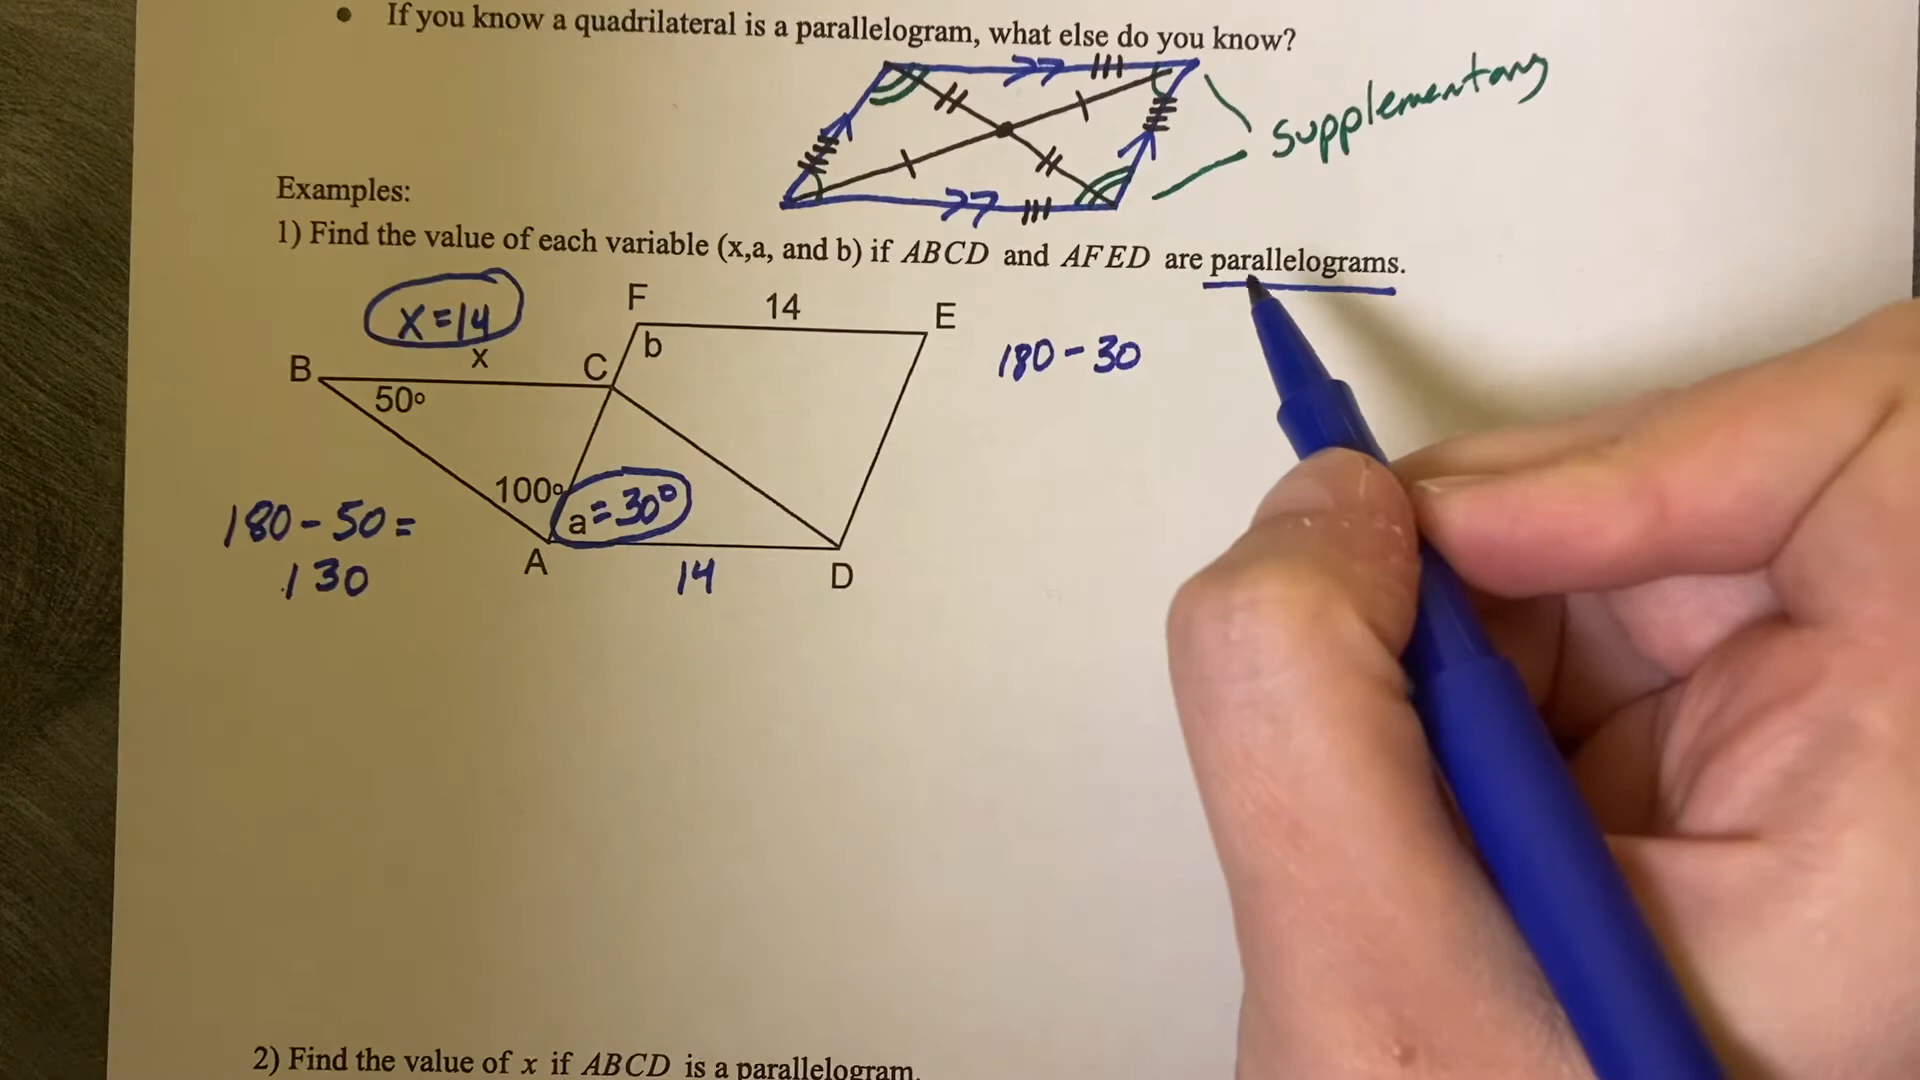 • If you know a quadrilateral is a parallelogram, what else do you know?
Supplementary
Examples:
1) Find the value of each variable (x,a, and b) if ABCD and AFED are parallelograms.
x=14
F
14
E
b
180-30
B
x
C
50°
100°
a=30°
180-50=
130
A
14
D
2) Find the value of x if ABCD is a parallelogram.